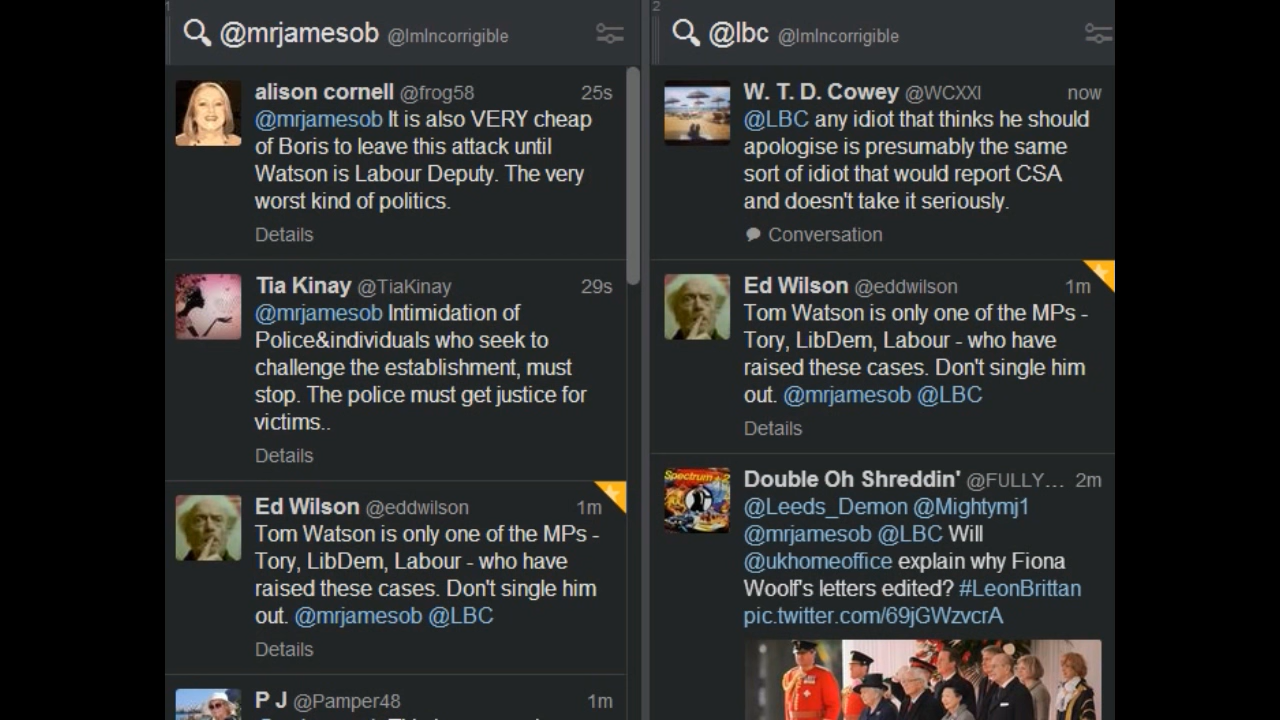 1
@mrjamesob @ImIncorrigible
alison cornell @frog58 25s
@mrjamesob It is also VERY cheap
of Boris to leave this attack until
Watson is Labour Deputy. The very
worst kind of politics.
Details
Tia Kinay @TiaKinay 29s
@mrjamesob Intimidation of
Police&individuals who seek to
challenge the establishment, must
stop. The police must get justice for
victims..
Details
Ed Wilson @eddwilson 1m
Tom Watson is only one of the MPs -
Tory, LibDem, Labour - who have
raised these cases. Don't single him
out. @mrjamesob @LBC
Details
P J @Pamper48 1m
2
@lbc @ImIncorrigible
W. T. D. Cowey @WCXXI now
@LBC any idiot that thinks he should
apologise is presumably the same
sort of idiot that would report CSA
and doesn't take it seriously.
Conversation
Ed Wilson @eddwilson 1m
Tom Watson is only one of the MPs -
Tory, LibDem, Labour - who have
raised these cases. Don't single him
out. @mrjamesob @LBC
Details
Spectrum +2
Double Oh Shreddin' @FULLY... 2m
@Leeds_Demon @Mightymj1
@mrjamesob @LBC Will
@ukhomeoffice explain why Fiona
Woolf's letters edited? #LeonBrittan
pic.twitter.com/69jGWzvcrA